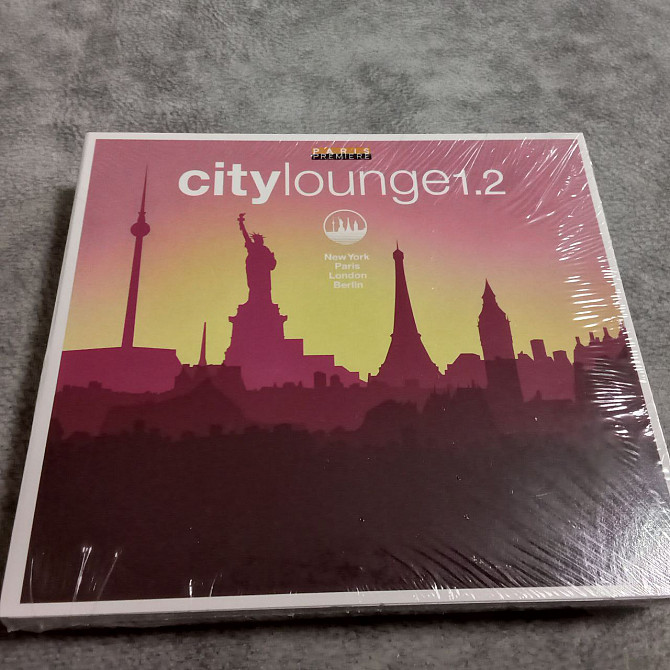 PARIS
PREMIERE
citylounge1.2
New York
Paris
London
Berlin